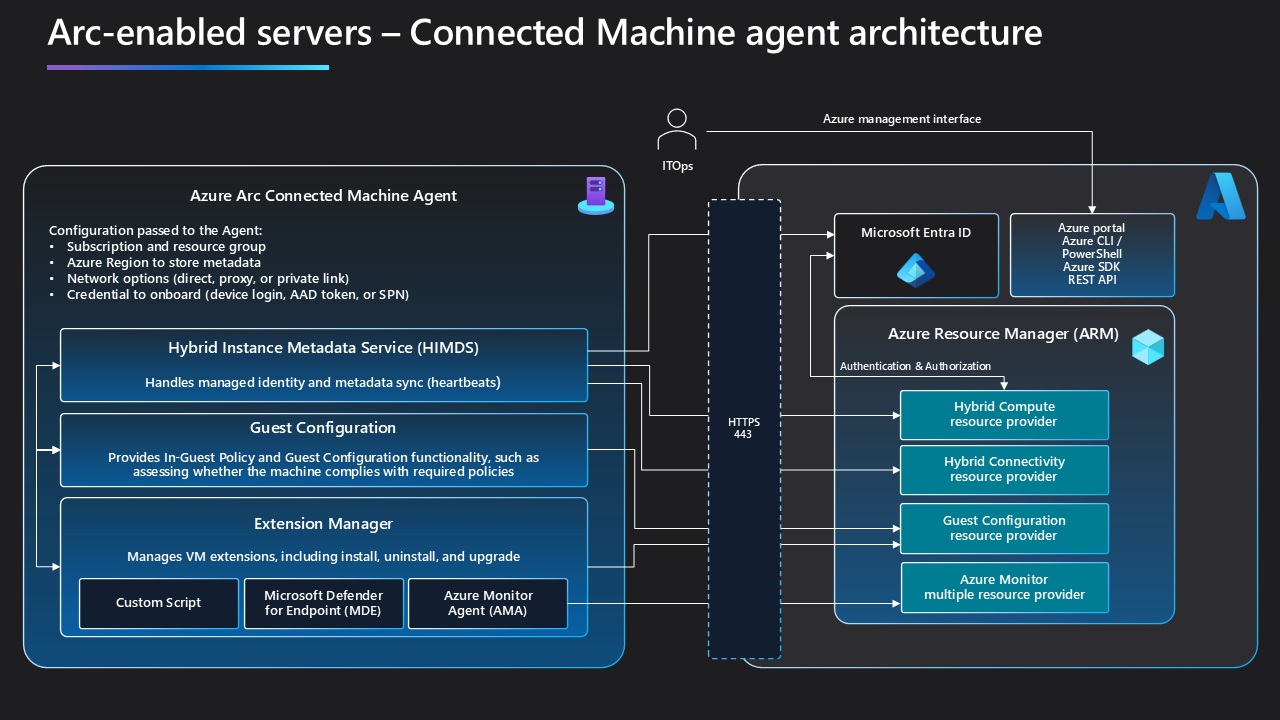 Arc-enabled servers – Connected Machine agent architecture
Azure management interface
ITOps
Azure Arc Connected Machine Agent
Configuration passed to the Agent:
• Subscription and resource group
• Azure Region to store metadata
• Network options (direct, proxy, or private link)
• Credential to onboard (device login, AAD token, or SPN)
Hybrid Instance Metadata Service (HIMDS)
Handles managed identity and metadata sync (heartbeats)
Guest Configuration
Provides In-Guest Policy and Guest Configuration functionality, such as
assessing whether the machine complies with required policies
Extension Manager
Manages VM extensions, including install, uninstall, and upgrade
Custom Script
Microsoft Defender
for Endpoint (MDE)
Azure Monitor
Agent (AMA)
HTTPS
443
Microsoft Entra ID
Azure portal
Azure CLI /
PowerShell
Azure SDK
REST API
Azure Resource Manager (ARM)
Authentication & Authorization
Hybrid Compute
resource provider
Hybrid Connectivity
resource provider
Guest Configuration
resource provider
Azure Monitor
multiple resource provider